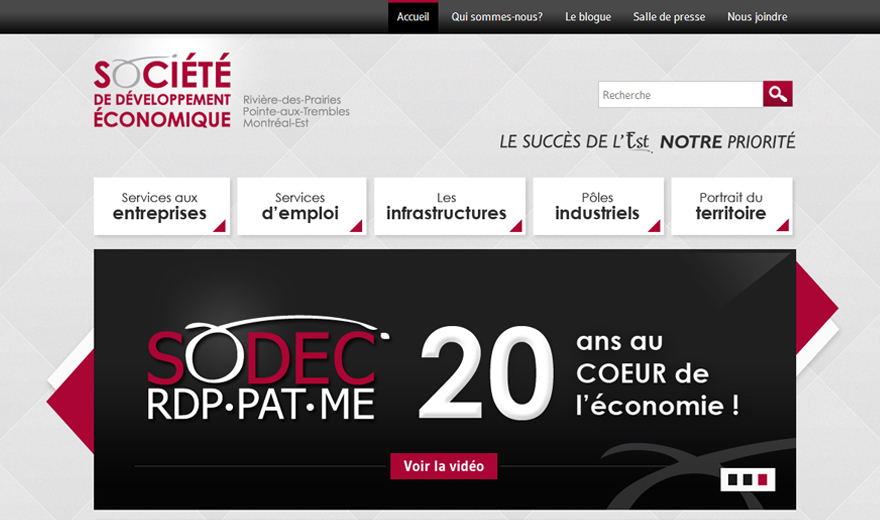 Accueil Qui sommes-nous? Le blogue Salle de presse Nous joindre
SOCIÉTÉ
DE DÉVELOPPEMENT
ÉCONOMIQUE
Rivière-des-Prairies
Pointe-aux-Trembles
Montréal-Est
Recherche
LE SUCCÈS DE L'Est, NOTRE PRIORITÉ
Services aux
entreprises
Services
d'emploi
Les
infrastructures
Pôles
industriels
Portrait du
territoire
SODEC
RDP·PAT·ME
20
ans au
COEUR de
l'économie !
Voir la vidéo